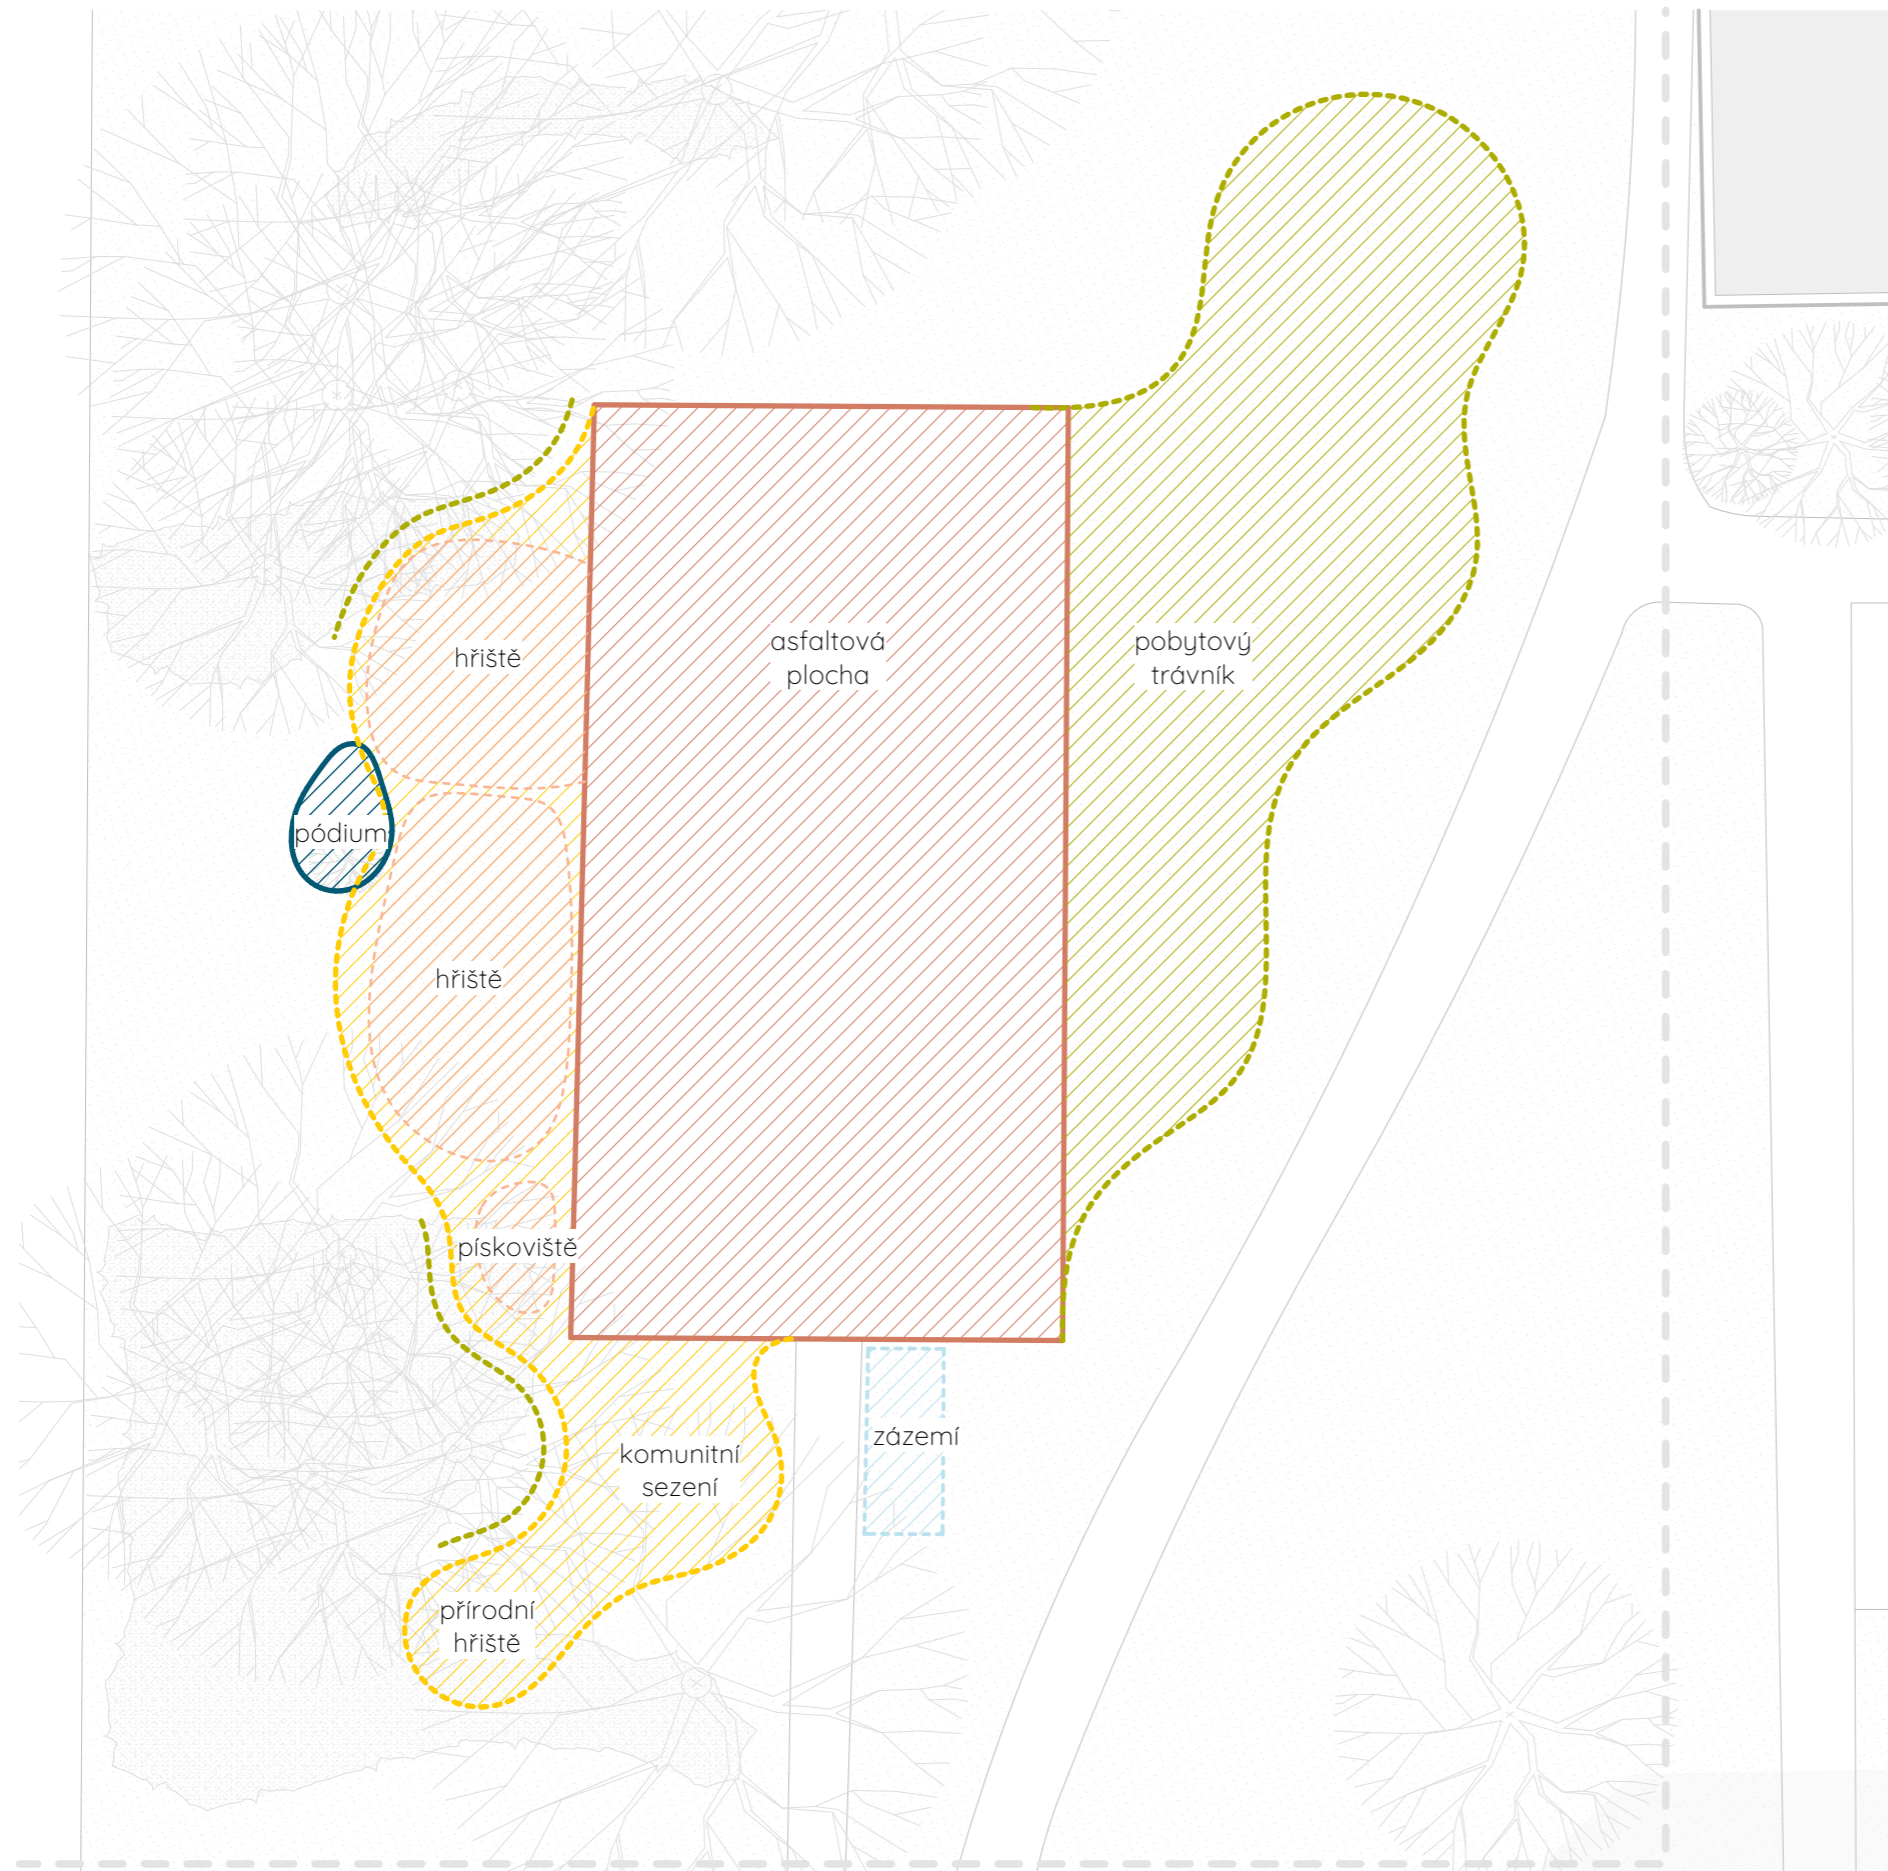 asfaltová
plocha
pobytový
trávník
hřiště
pódium
hřiště
pískoviště
komunitní
sezení
zázemí
přírodní
hřiště